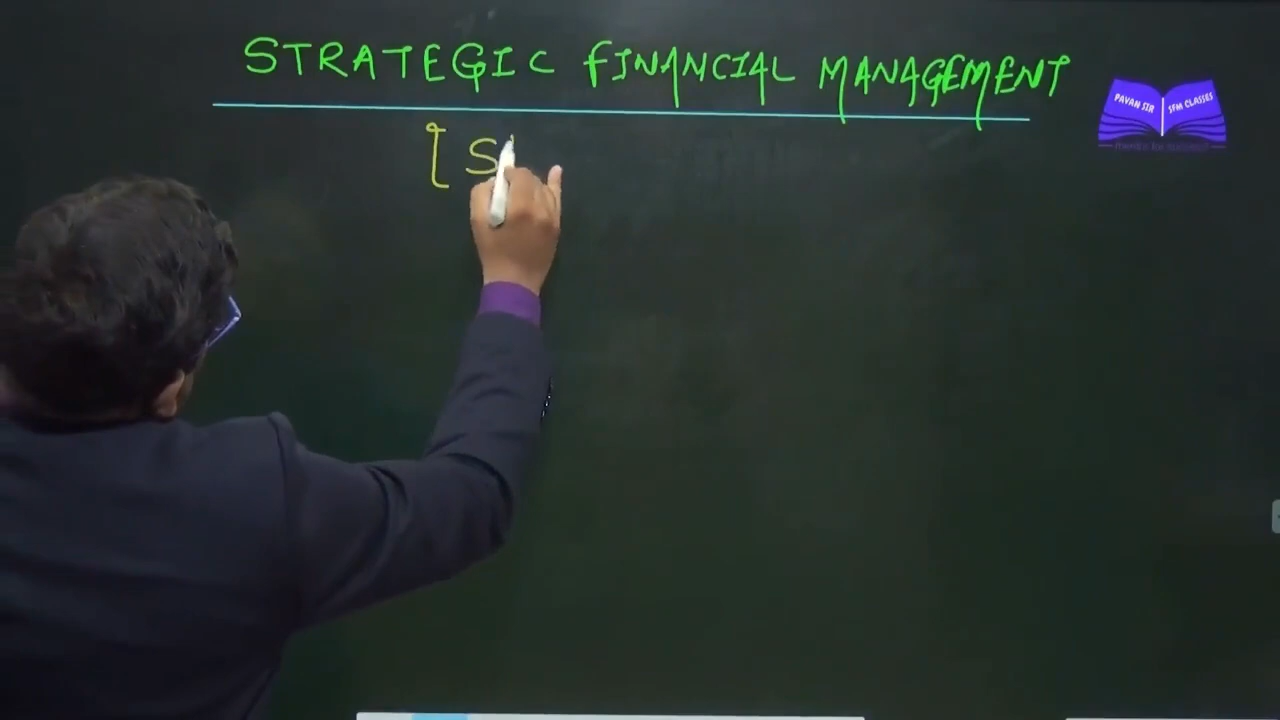 STRATEGIC FINANCIAL MANAGEMENT
[ S
PAVAN SIR SFM CLASSES